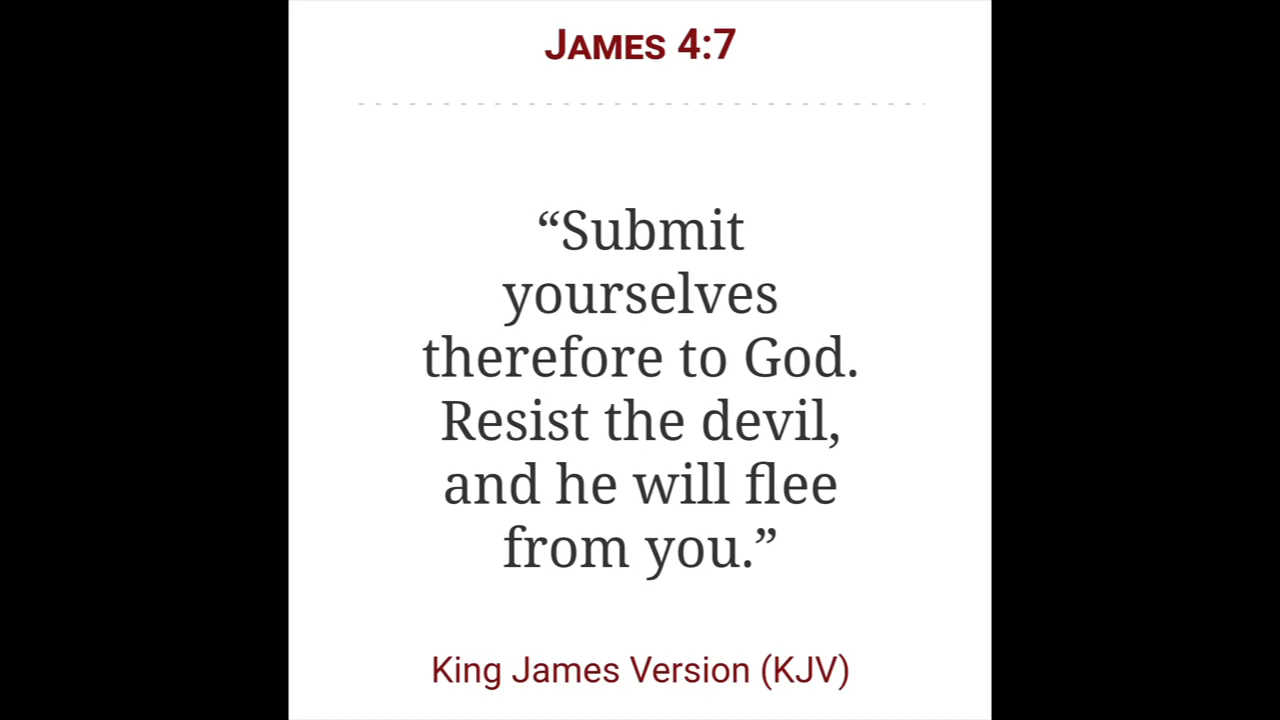 James 4:7
“Submit
yourselves
therefore to God.
Resist the devil,
and he will flee
from you.”
King James Version (KJV)